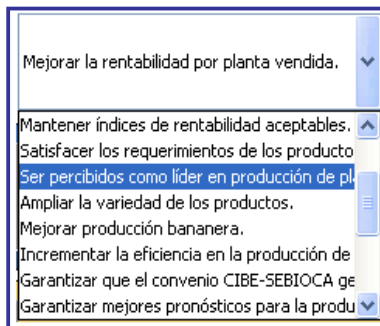 Mejorar la rentabilidad por planta vendida.
Mantener índices de rentabilidad aceptables.
Satisfacer los requerimientos de los producto
Ser percibidos como líder en producción de pl
Ampliar la variedad de los productos.
Mejorar producción bananera.
Incrementar la eficiencia en la producción de
Garantizar que el convenio CIBE-SEBIOCA ge
Garantizar mejores pronósticos para la produ